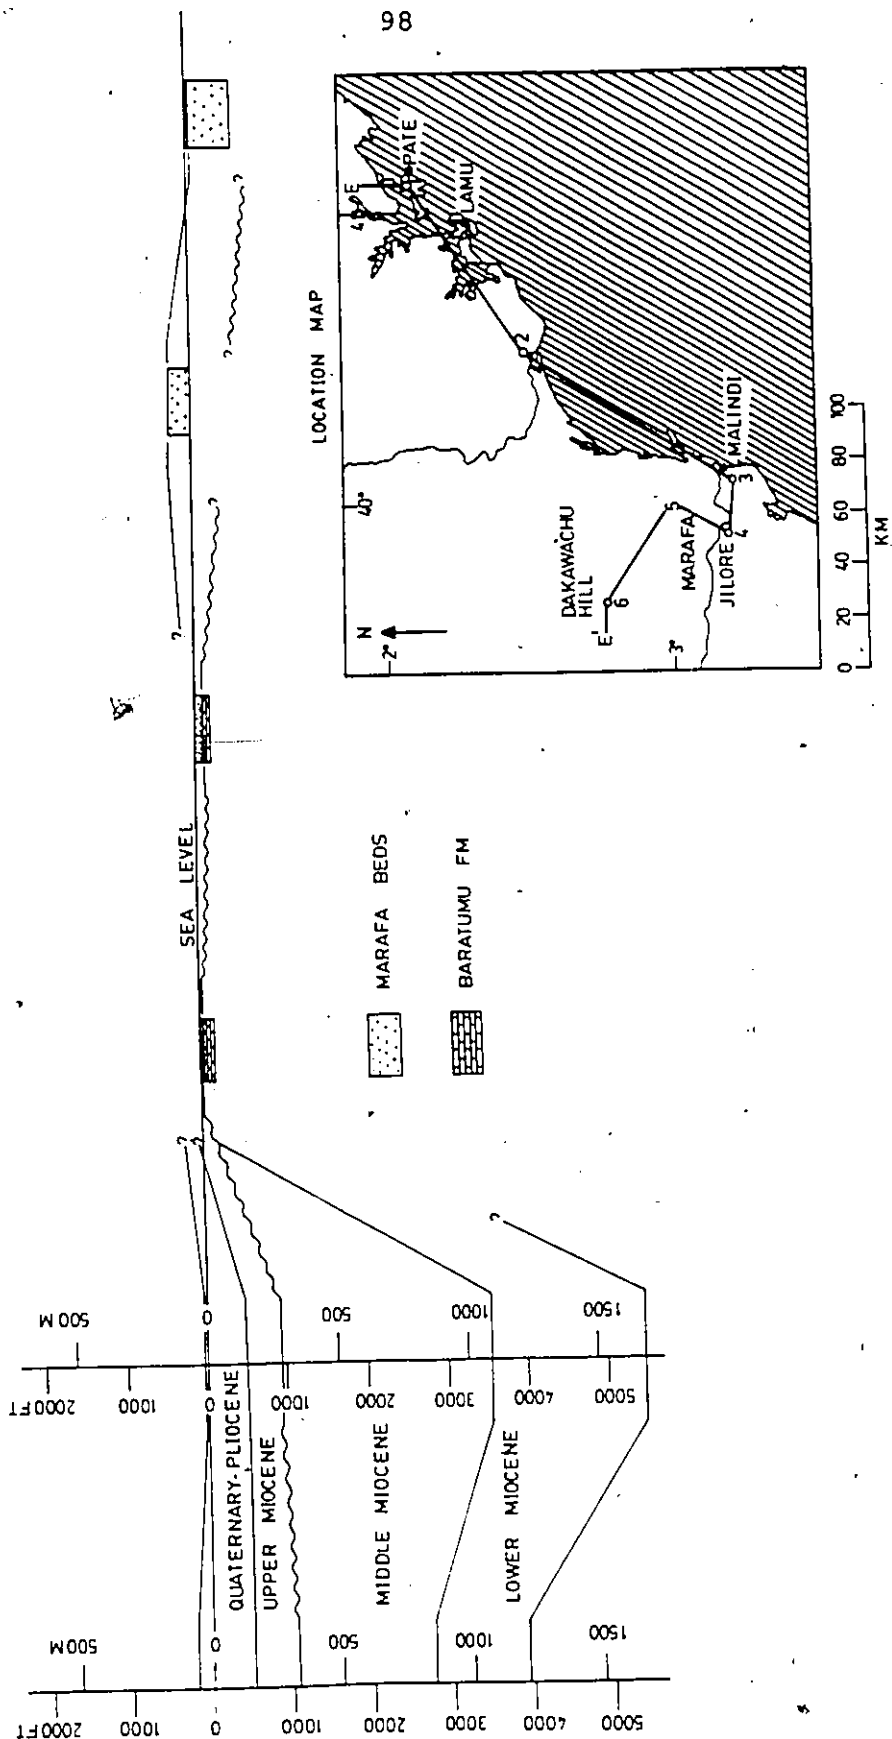 98
SEA LEVEL
?
?
?
?
?
?
?
500 M
0
500
1000
1500
2000 FT
1000
0
1000
2000
3000
4000
5000
QUATERNARY-PLIOCENE
UPPER MIOCENE
MIDDLE MIOCENE
LOWER MIOCENE
500 M
0
500
1000
1500
2000 FT
1000
0
1000
2000
3000
4000
5000
MARAFA BEDS
BARATUMU FM
LOCATION MAP
N
40°
2°
3°
E
PATE
LAMU
2
DAKAWACHU
HILL
E'
6
5
MARAFA
JILORE
4
3
MALINDI
0 20 40 60 80 100
KM